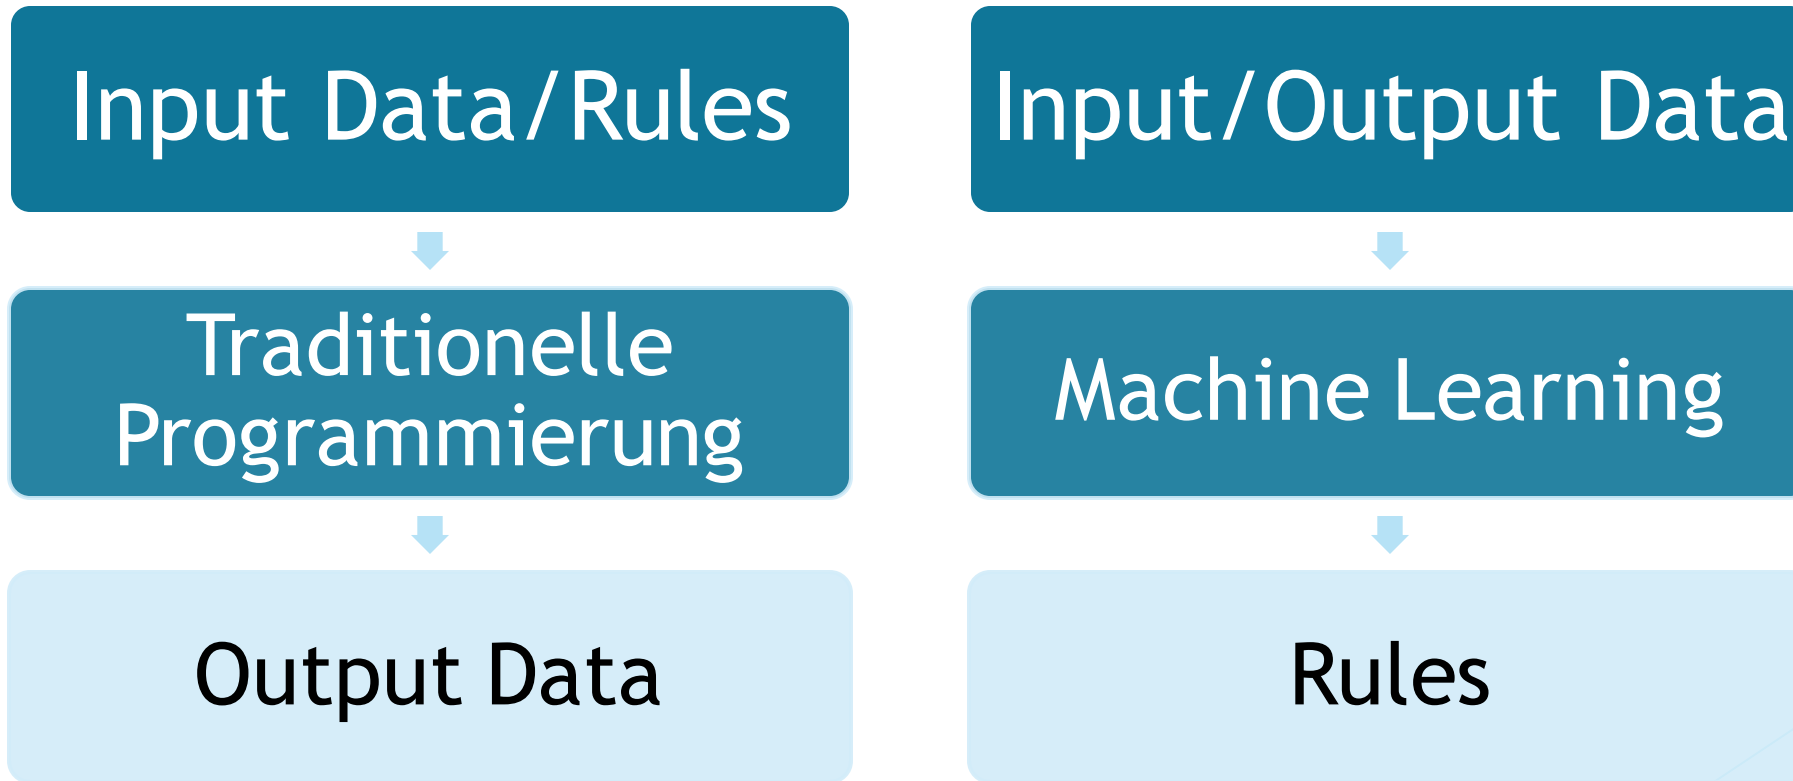 Input Data/Rules
Traditionelle
Programmierung
Output Data
Input/Output Data
Machine Learning
Rules